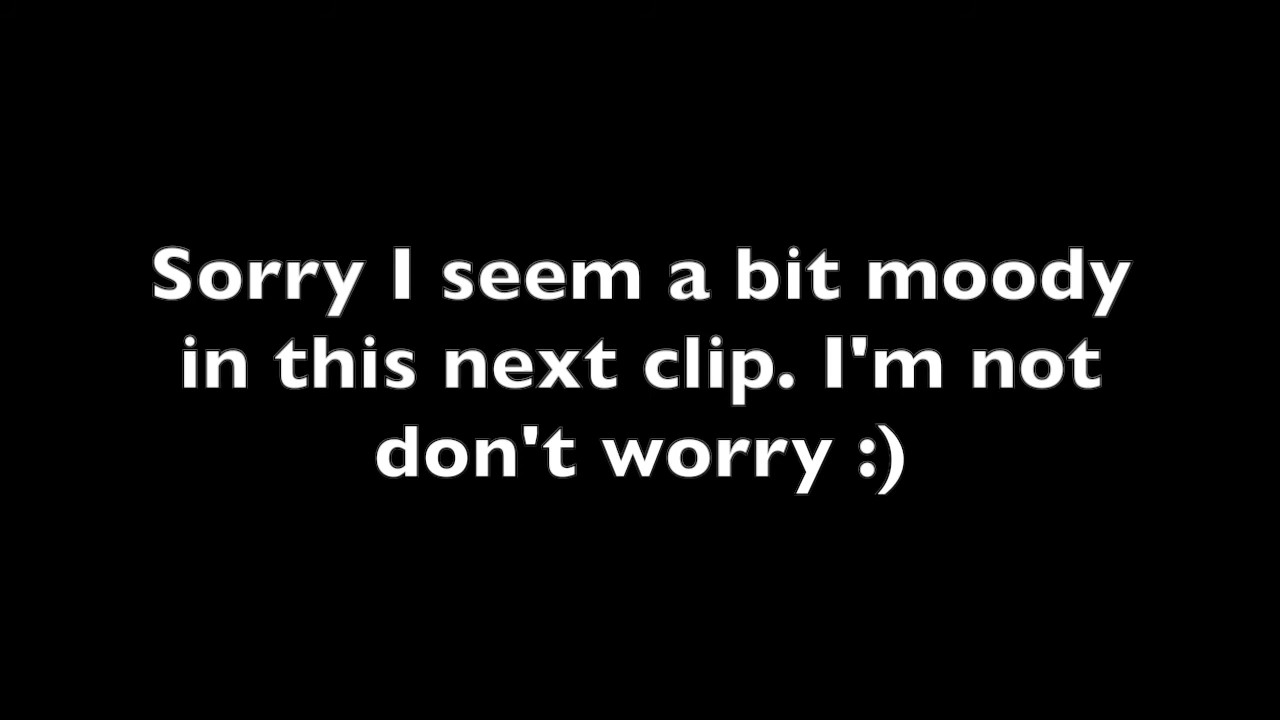 Sorry I seem a bit moody
in this next clip. I'm not
don't worry :)